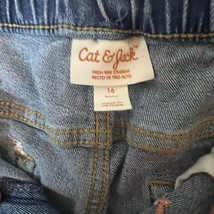 Cat & Jack
HIGH RISE STRAIGHT
RECTO DE TIRO ALTO
16